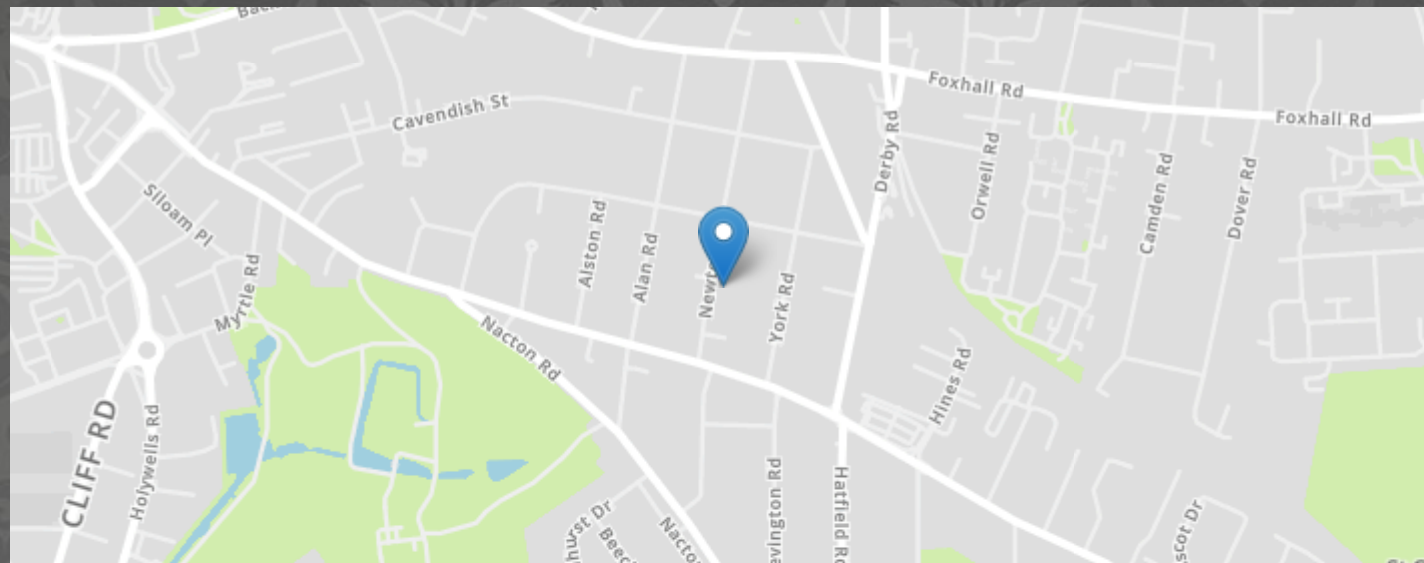 Foxhall Rd
Foxhall Rd
Cavendish St
Derby Rd
Orwell Rd
Camden Rd
Dover Rd
Siloam Pl
Alston Rd
Alan Rd
Myrtle Rd
York Rd
Nacton Rd
Hines Rd
CLIFF RD
Holywells Rd
Hatfield Rd